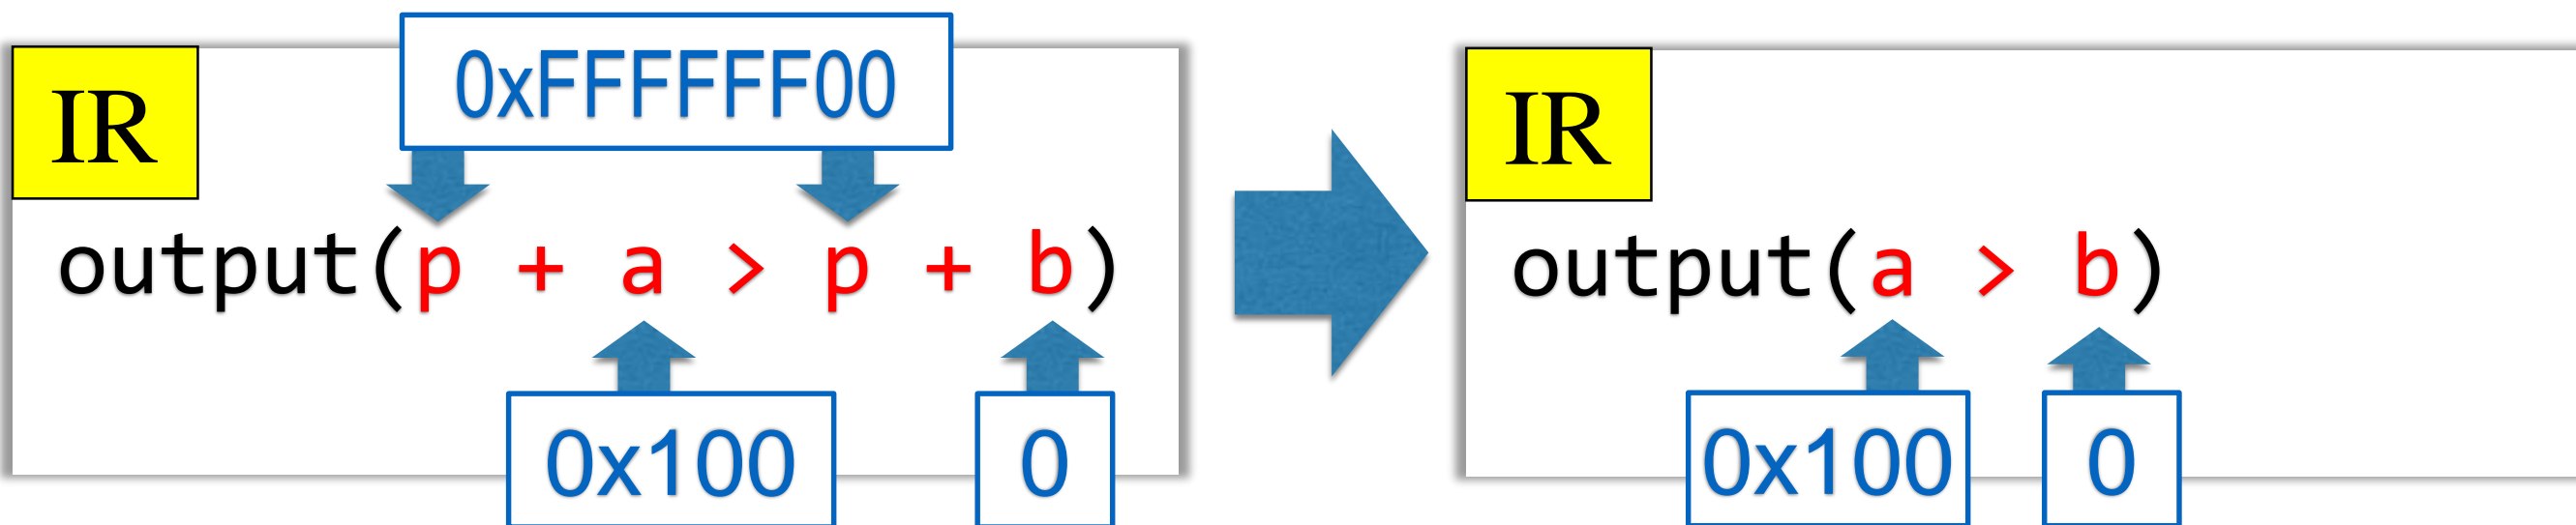 0xFFFFFF00
IR
IR
output(p + a > p + b)
output(a > b)
0x100
0
0x100
0